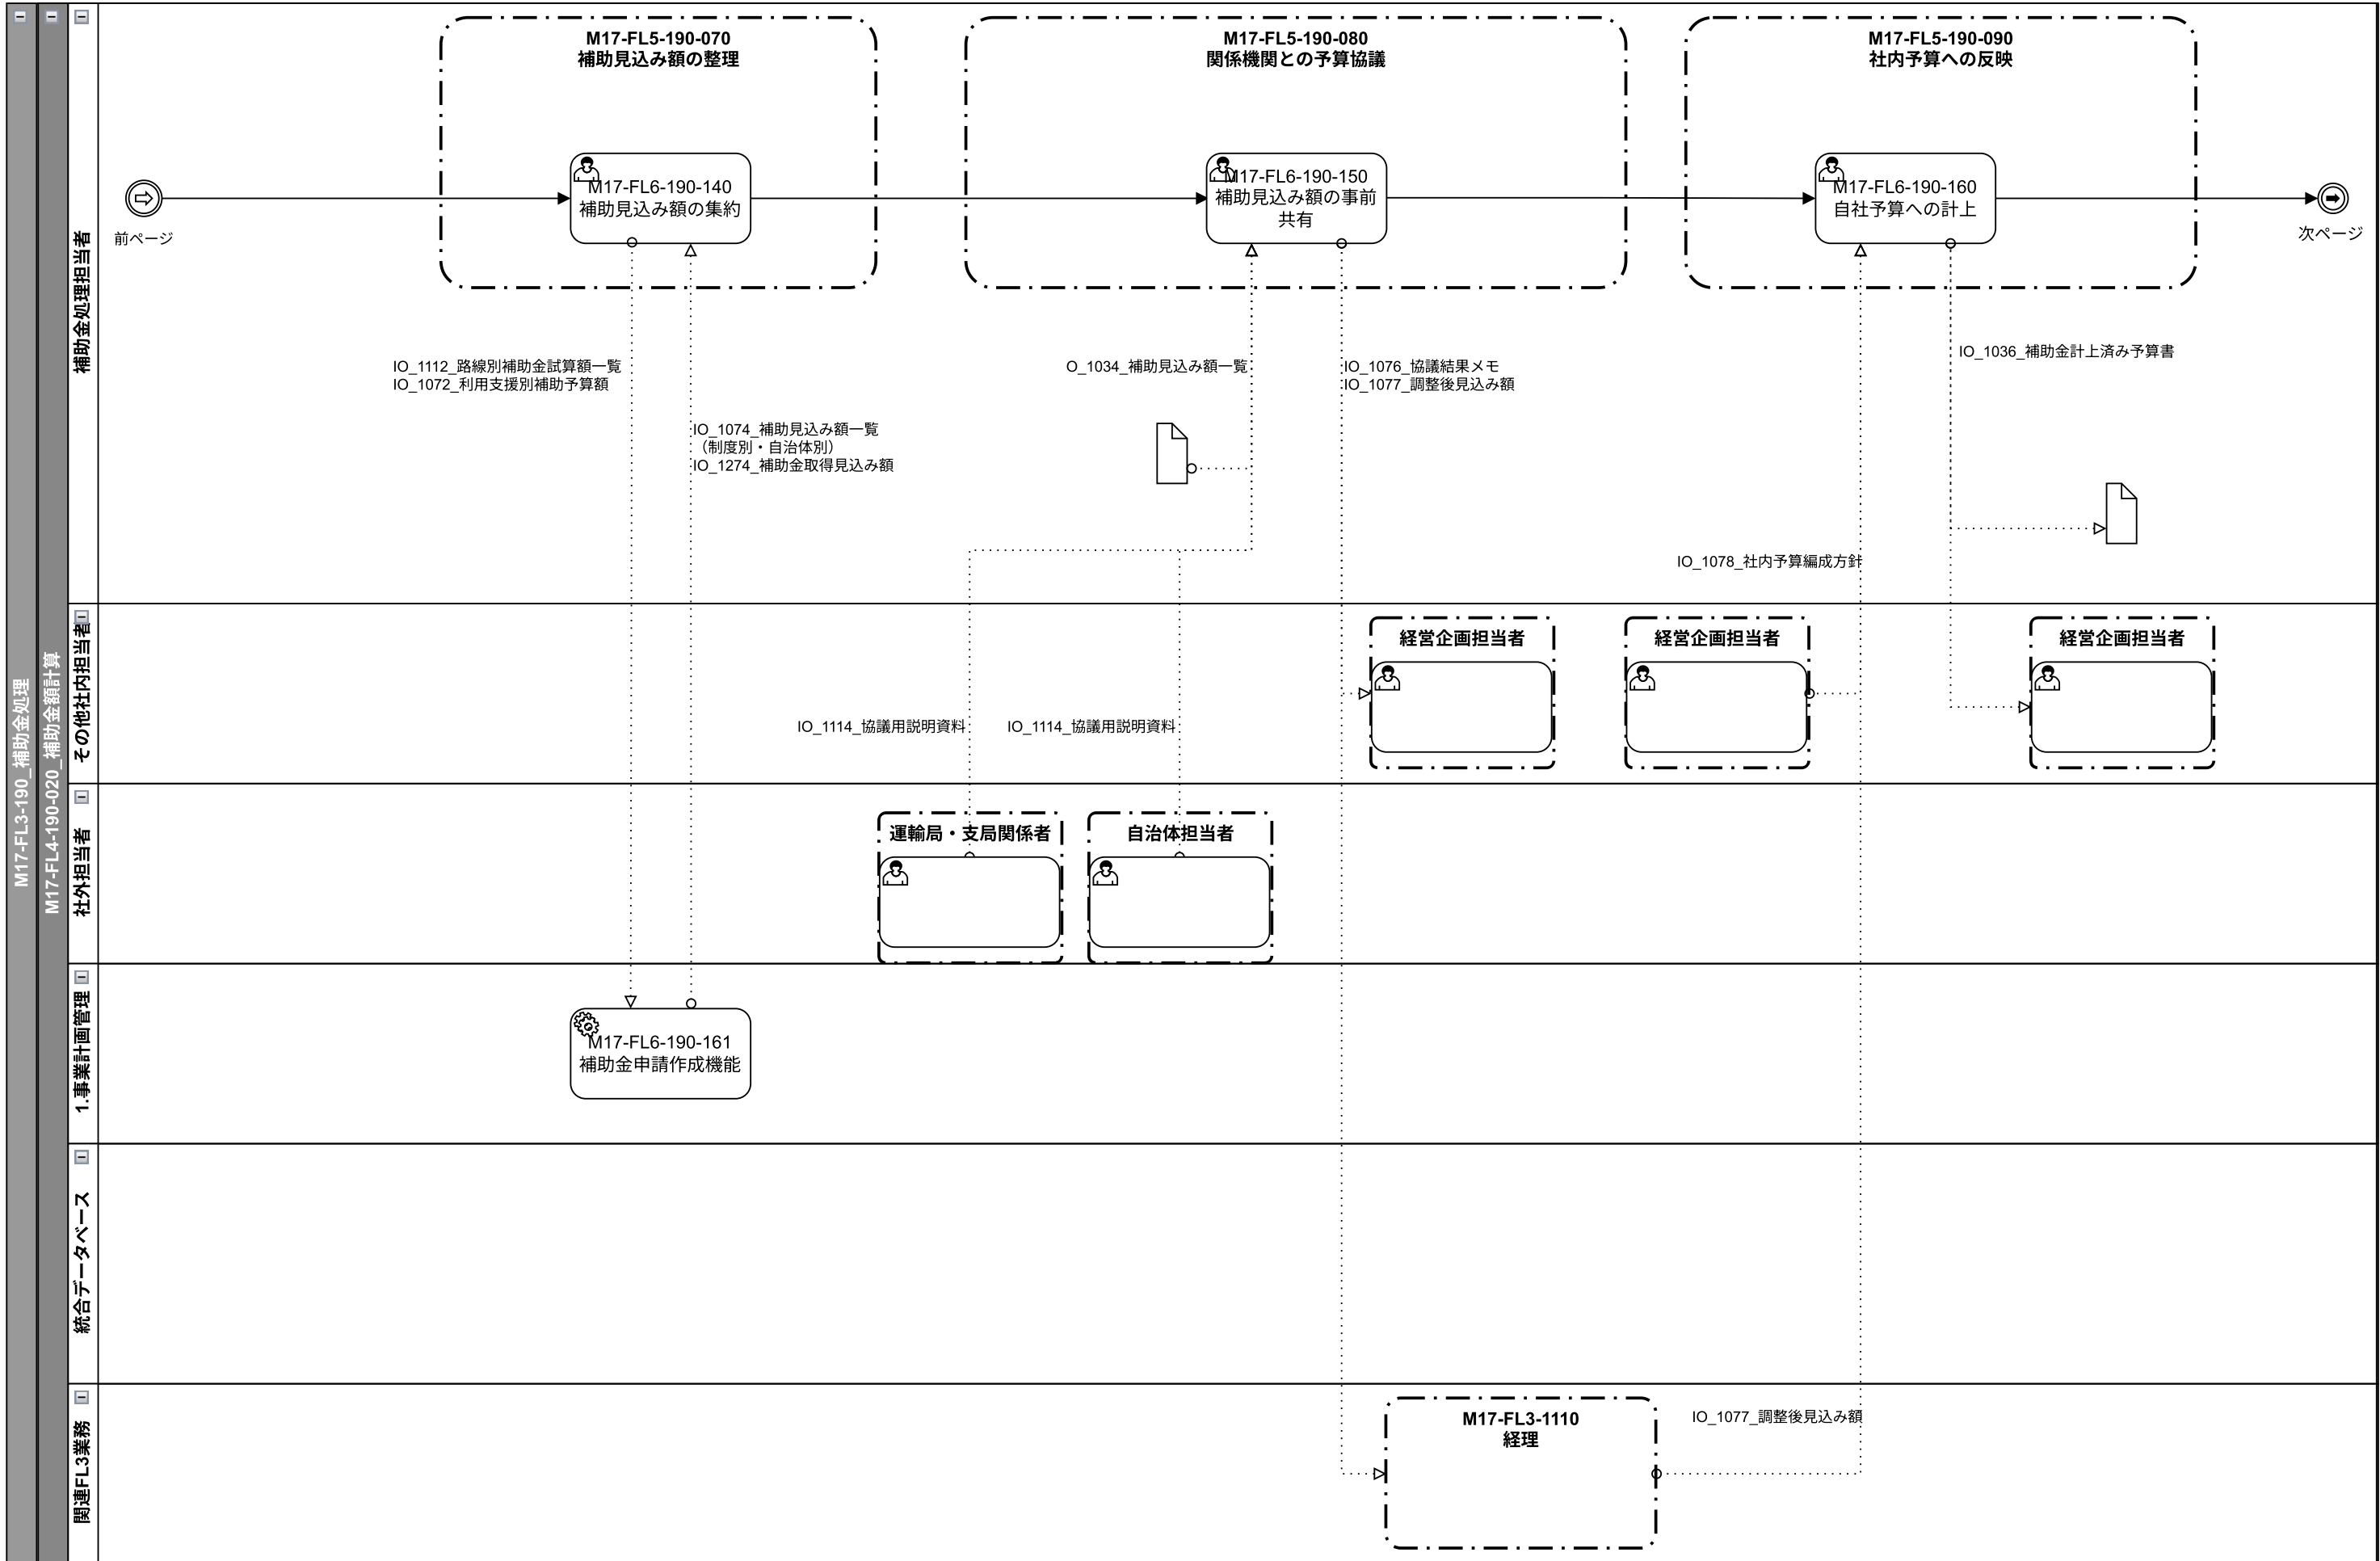 M17-FL3-190_補助金処理
M17-FL4-190-020_補助金額計算
補助金処理担当者
M17-FL5-190-070
補助見込み額の整理
M17-FL5-190-080
関係機関との予算協議
M17-FL5-190-090
社内予算への反映
前ページ
M17-FL6-190-140
補助見込み額の集約
M17-FL6-190-150
補助見込み額の事前
共有
M17-FL6-190-160
自社予算への計上
次ページ
IO_1112_路線別補助金試算額一覧
IO_1072_利用支援別補助予算額
IO_1074_補助見込み額一覧
（制度別・自治体別）
IO_1274_補助金取得見込み額
O_1034_補助見込み額一覧
IO_1076_協議結果メモ
IO_1077_調整後見込み額
IO_1036_補助金計上済み予算書
IO_1078_社内予算編成方針
その他社内担当者
経営企画担当者
経営企画担当者
経営企画担当者
IO_1114_協議用説明資料
IO_1114_協議用説明資料
社外担当者
運輸局・支局関係者
自治体担当者
1.事業計画管理
M17-FL6-190-161
補助金申請作成機能
統合データベース
関連FL3業務
M17-FL3-1110
経理
IO_1077_調整後見込み額